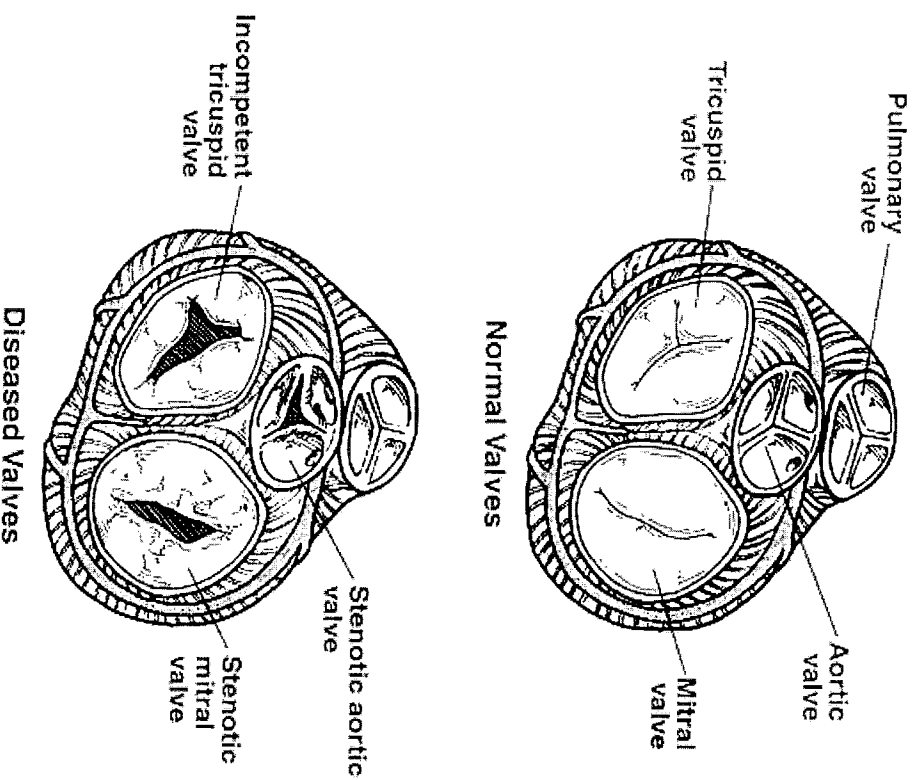 Pulmonary
valve
Tricuspid
valve
Aortic
valve
Mitral
valve
Normal Valves
Incompetent
tricuspid
valve
Stenotic aortic
valve
Stenotic
mitral
valve
Diseased Valves